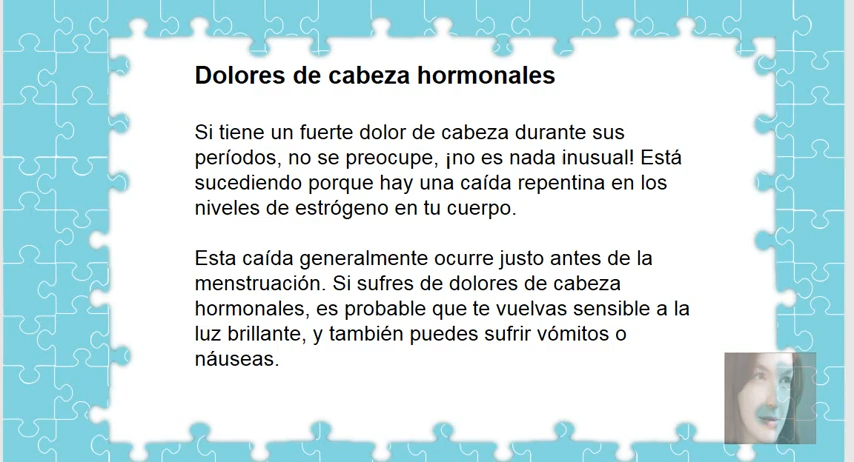 Dolores de cabeza hormonales
Si tiene un fuerte dolor de cabeza durante sus
períodos, no se preocupe, ¡no es nada inusual! Está
sucediendo porque hay una caída repentina en los
niveles de estrógeno en tu cuerpo.
Esta caída generalmente ocurre justo antes de la
menstruación. Si sufres de dolores de cabeza
hormonales, es probable que te vuelvas sensible a la
luz brillante, y también puedes sufrir vómitos o
náuseas.